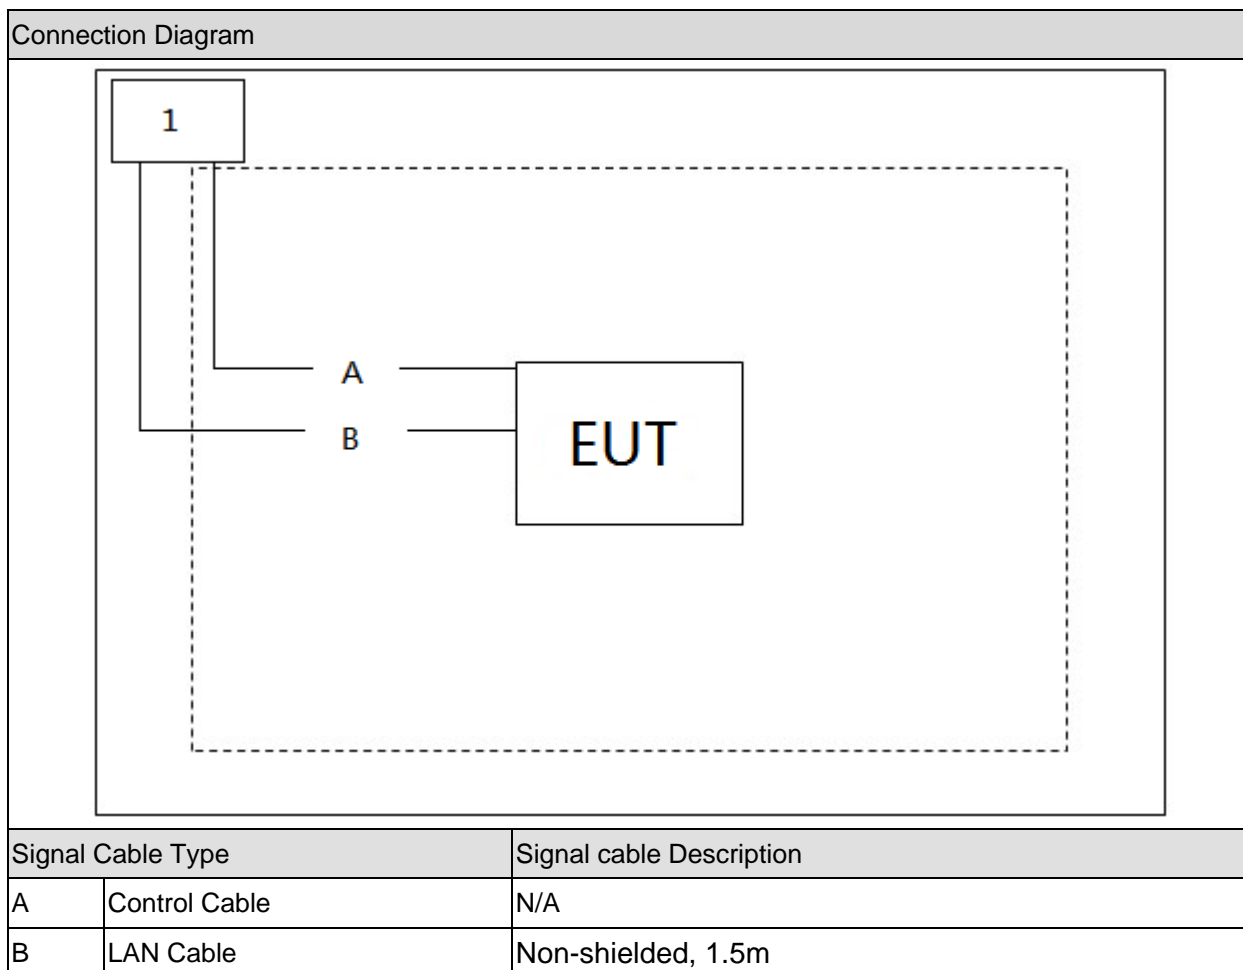 Connection Diagram
1
A
B
EUT
Signal Cable Type Signal cable Description
A Control Cable N/A
B LAN Cable Non-shielded, 1.5m